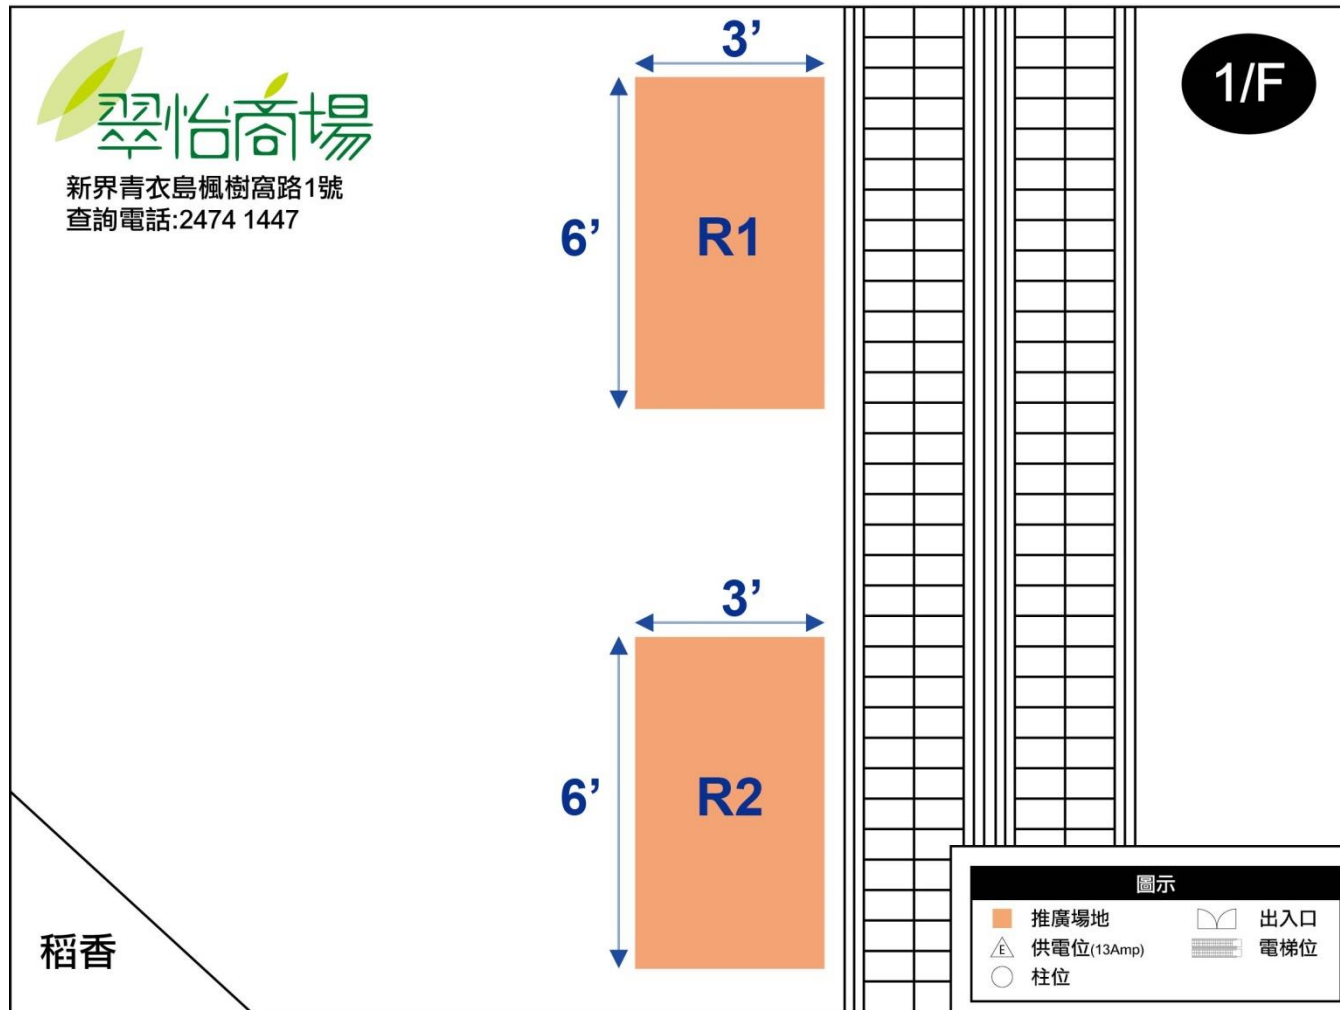 翠怡商場
新界青衣島楓樹窩路1號
查詢電話:2474 1447
1/F
3’
6’
R1
3’
6’
R2
稻香
圖示
推廣場地
出入口
E
供電位(13Amp)
電梯位
柱位